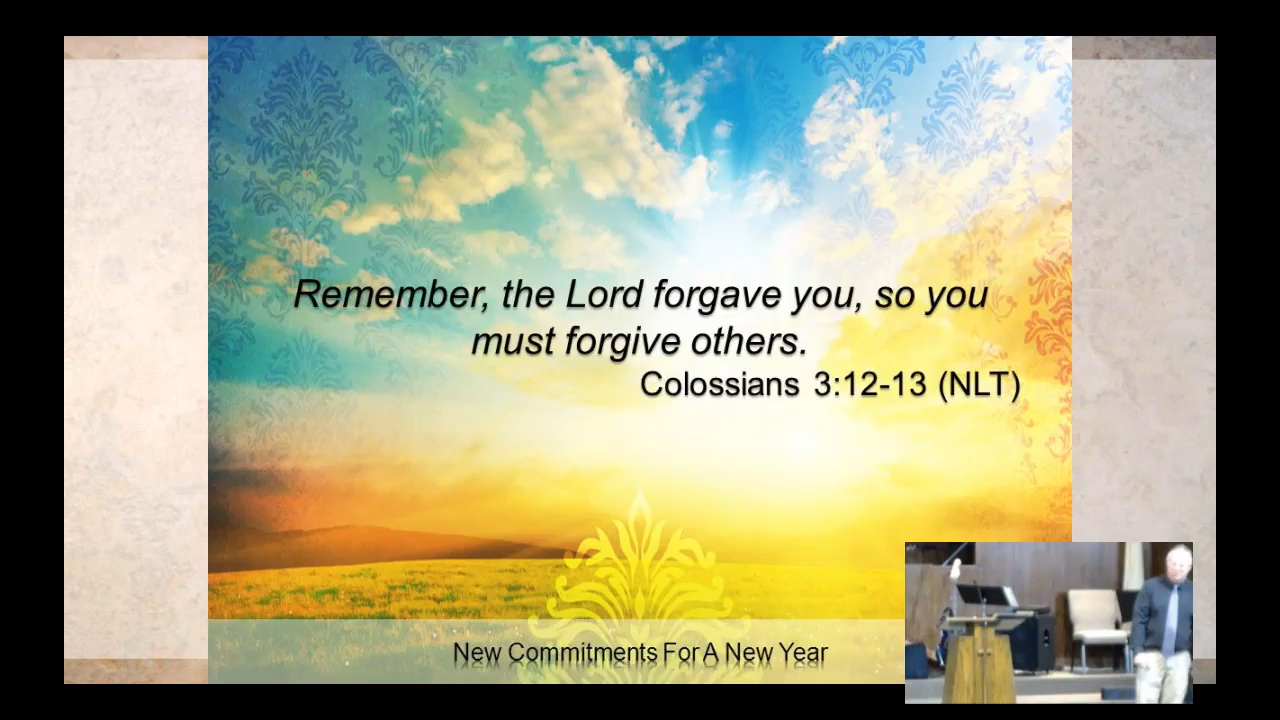 Remember, the Lord forgave you, so you
must forgive others.
Colossians 3:12-13 (NLT)
New Commitments For A New Year